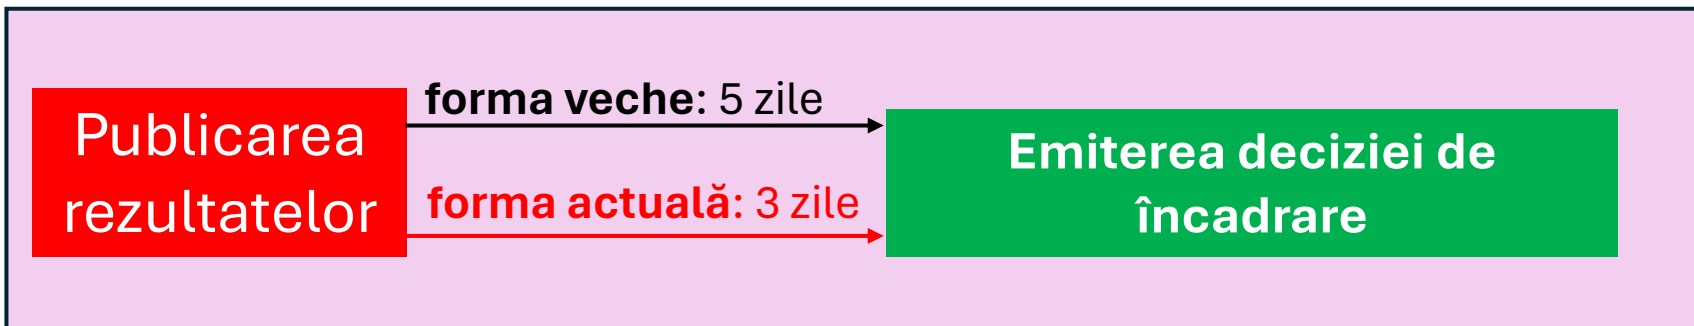 Publicarea
rezultatelor
forma veche: 5 zile
forma actuală: 3 zile
Emiterea deciziei de
încadrare